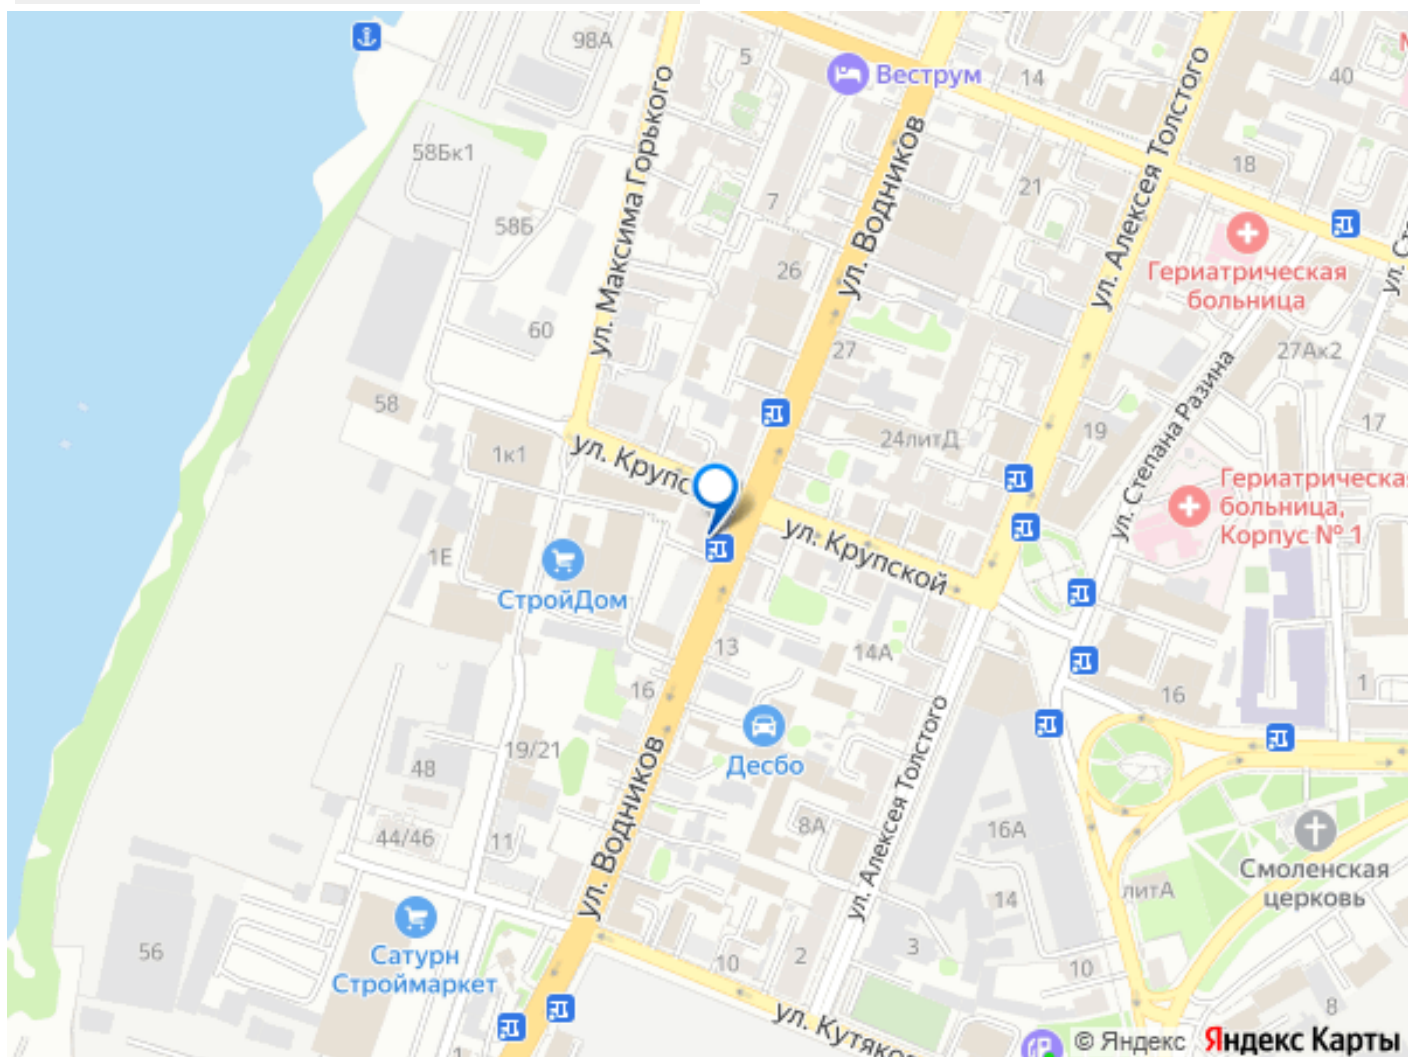 98А
5
Веструм
14
40
58Бк1
ул. Максима Горького
ул. Водников
ул. Алексея Толстого
18
21
7
58Б
26
Гериатрическая
больница
60
27
27Ак2
ул. Степана Разина
58
17
19
24литД
1к1
ул. Крупс
Гериатрическа
больница,
Корпус № 1
ул. Крупской
1Е
СтройДом
13
14А
16
16
1
ул. Алексея Толстого
19/21
Десбо
48
ул. Водников
8А
16А
44/46
11
Смоленская
церковь
литА
14
Сатурн
Строймаркет
56
3
2
10
10
8
ул. Кутяко
1
© Яндекс
Яндекс Карты